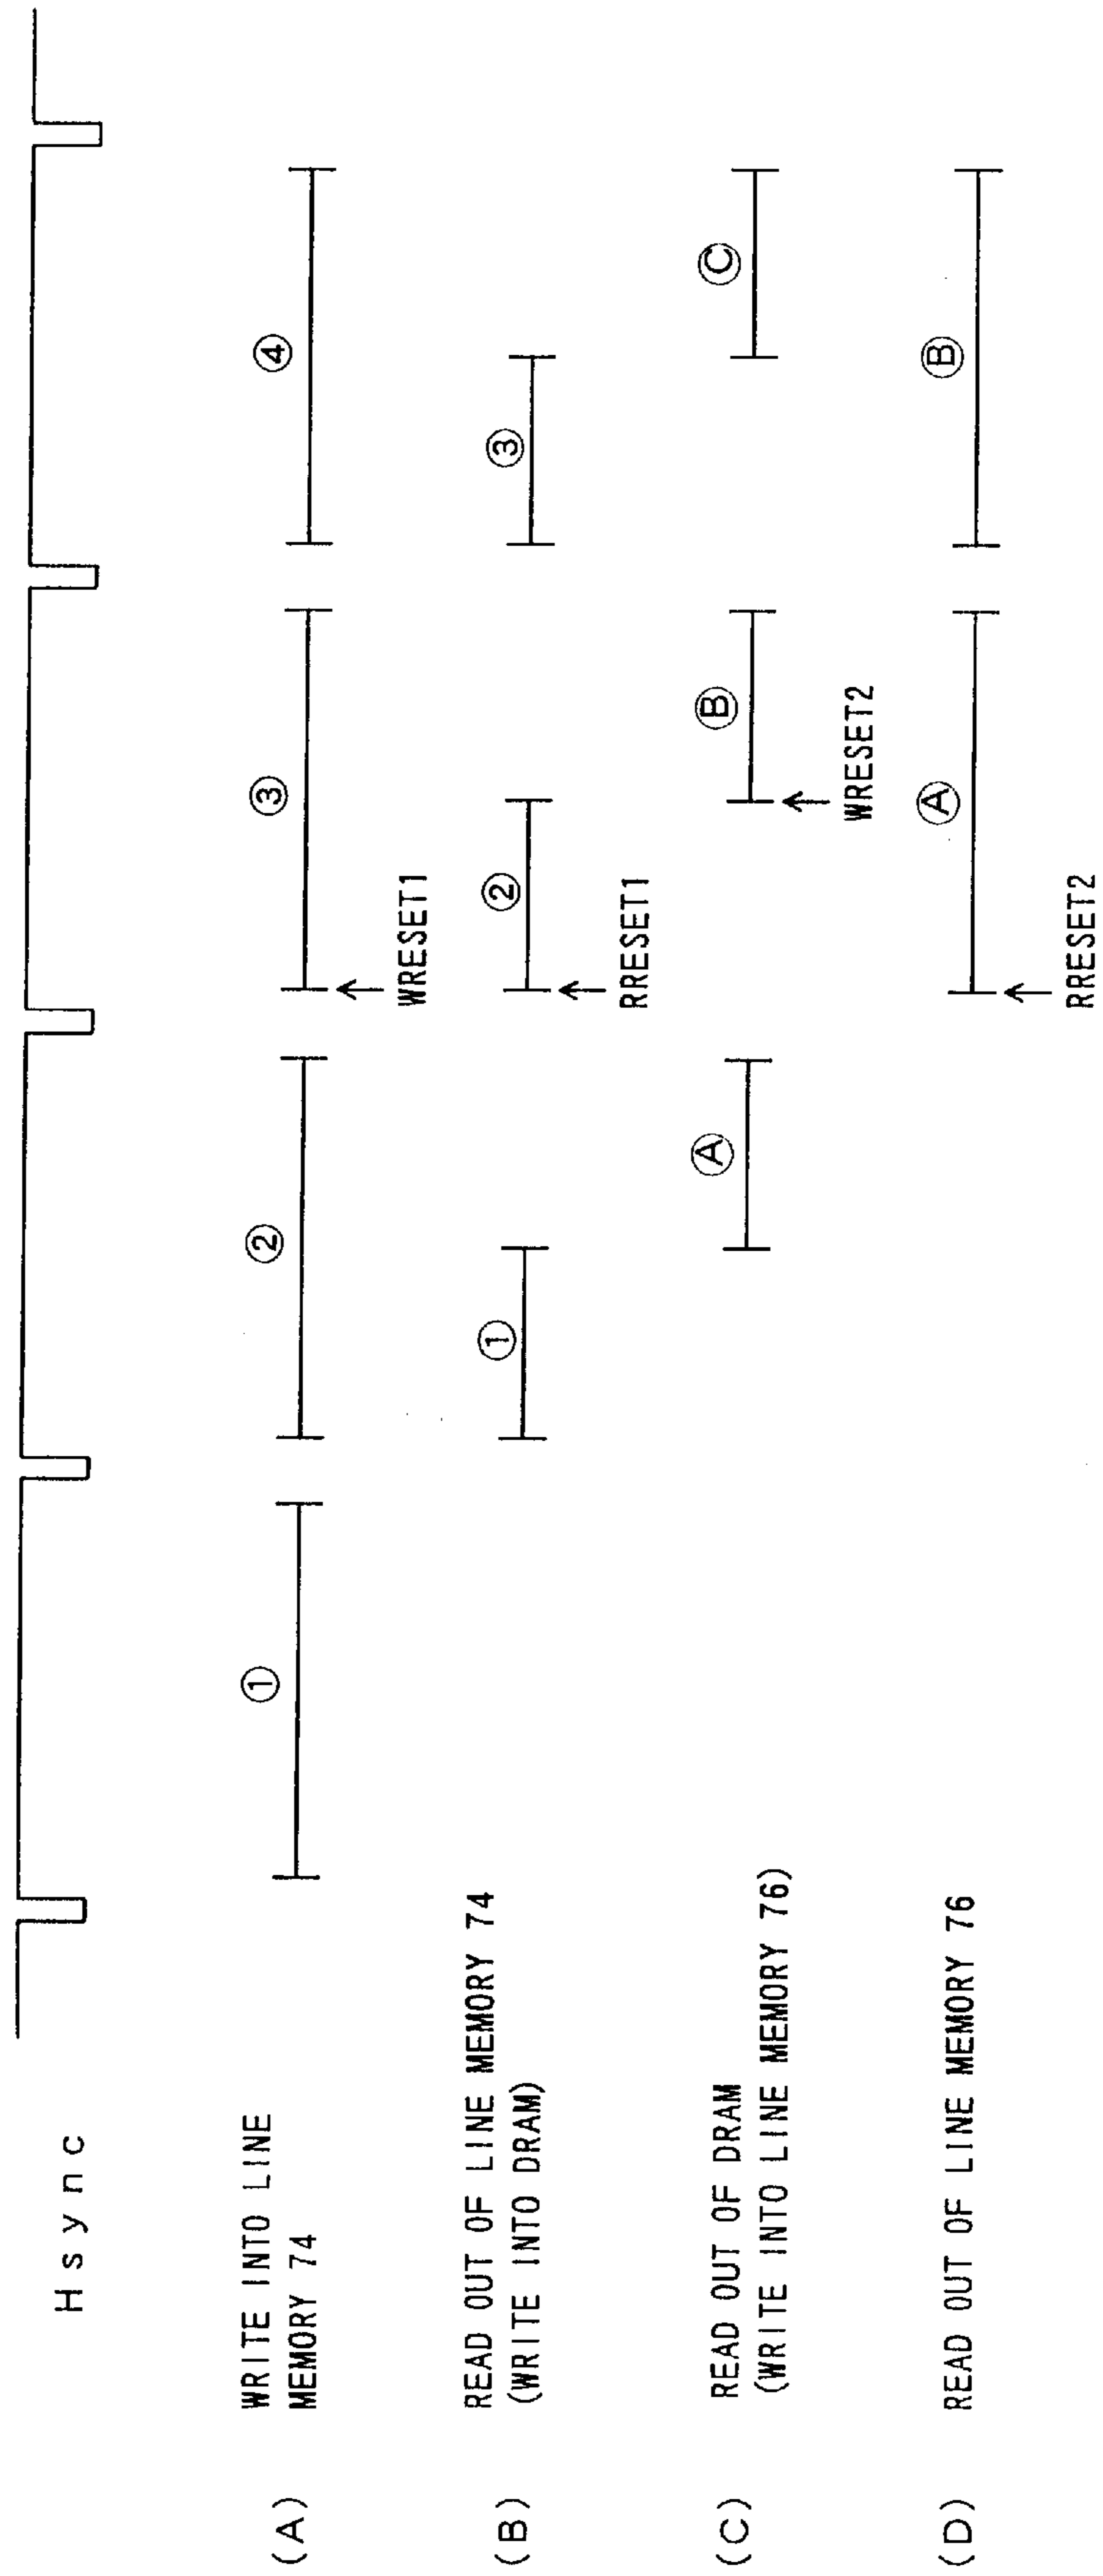 Hsync
(A) WRITE INTO LINE
MEMORY 74
① ② ③ ④
WRESET1
(B) READ OUT OF LINE MEMORY 74
(WRITE INTO DRAM)
① ② ③
RRESET1
(C) READ OUT OF DRAM
(WRITE INTO LINE MEMORY 76)
Ⓐ Ⓑ Ⓒ
WRESET2
(D) READ OUT OF LINE MEMORY 76
Ⓐ Ⓑ
RRESET2